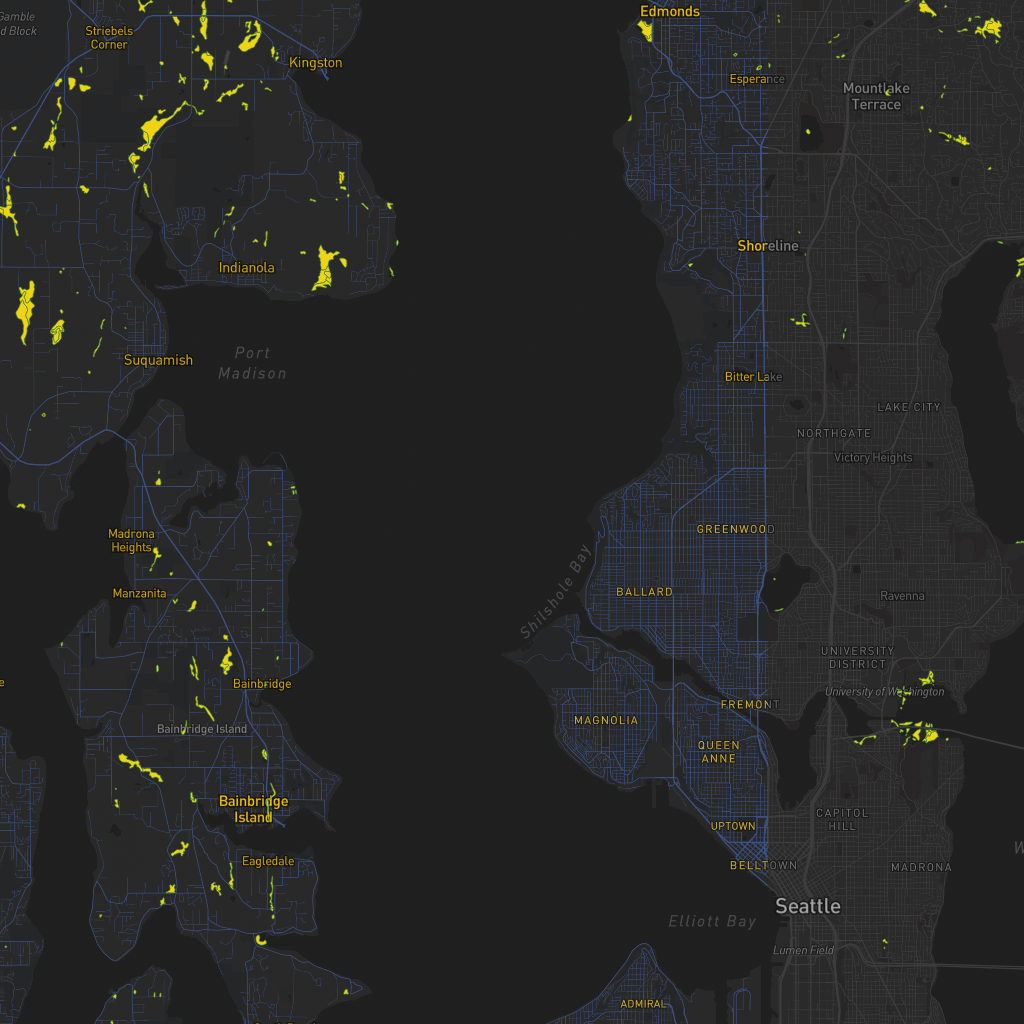 Gamble
d Block
Striebels
Corner
Kingston
Edmonds
Esperance
Mountlake
Terrace
Shoreline
Indianola
Suquamish
Port
Madison
Bitter Lake
LAKE CITY
NORTHGATE
Victory Heights
GREENWOOD
Madrona
Heights
Shilshole Bay
Manzanita
BALLARD
Ravenna
UNIVERSITY
DISTRICT
Bainbridge
University of Washington
FREMONT
MAGNOLIA
Bainbridge Island
QUEEN
ANNE
Bainbridge
Island
CAPITOL
HILL
UPTOWN
Eagledale
BELLTOWN
MADRONA
Seattle
Elliott Bay
Lumen Field
ADMIRAL